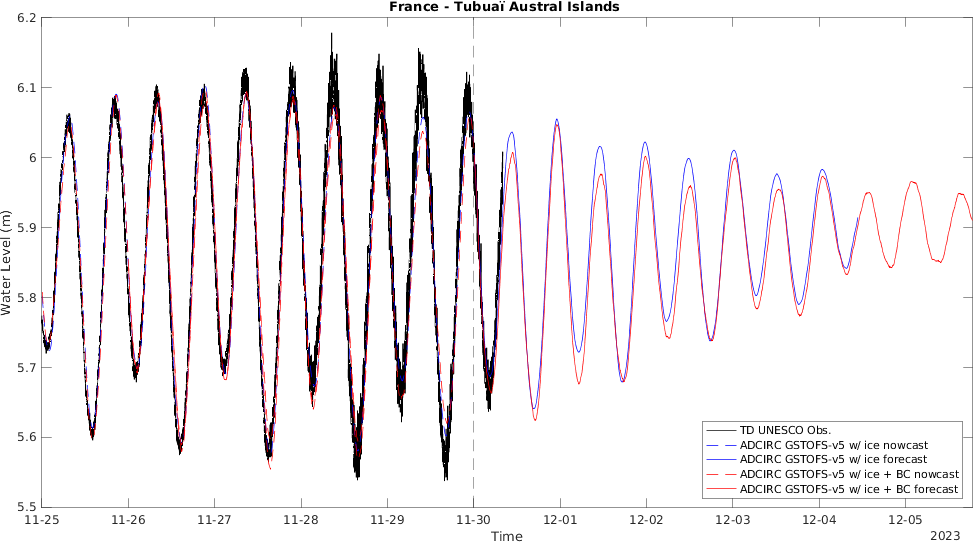 France - Tubuaï Austral Islands
6.2
6.1
6
5.9
5.8
5.7
5.6
5.5
Water Level (m)
TD UNESCO Obs.
ADCIRC GSTOFS-v5 w/ ice nowcast
ADCIRC GSTOFS-v5 w/ ice forecast
ADCIRC GSTOFS-v5 w/ ice + BC nowcast
ADCIRC GSTOFS-v5 w/ ice + BC forecast
11-25 11-26 11-27 11-28 11-29 11-30 12-01 12-02 12-03 12-04 12-05
Time
2023